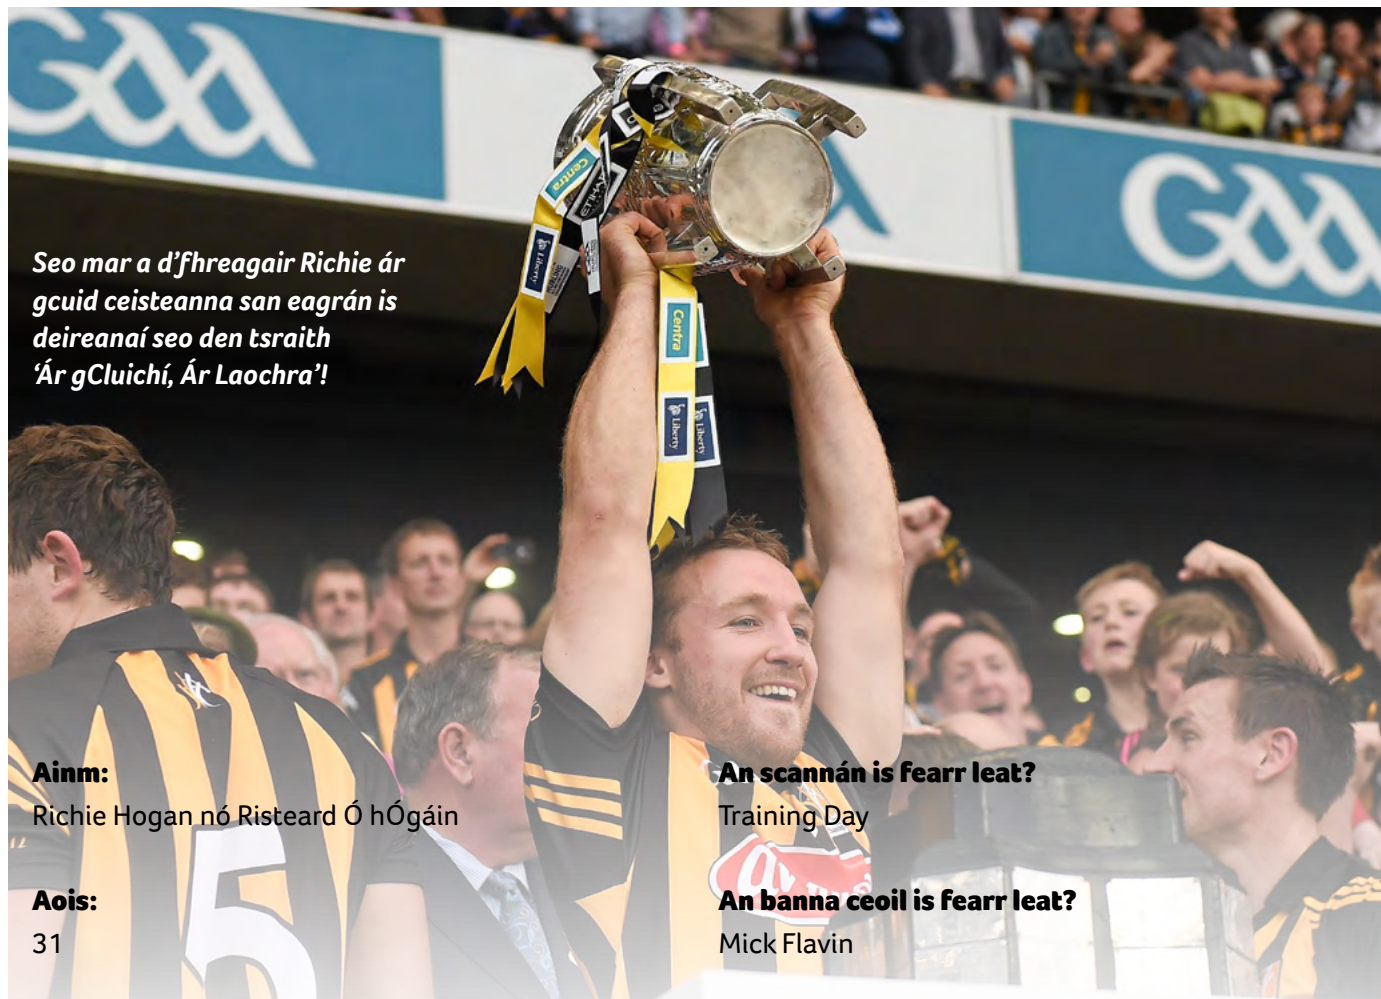 GAA
GAA
Centra
Liberty
Centra
Liberty
Liberty
Seo mar a d’fhreagair Richie ár
gcuid ceisteanna san eagrán is
deireanaí seo den tsraith
‘Ár gCluichí, Ár Laochra’!
5
Ainm:
Richie Hogan nó Risteard Ó hÓgáin
Aois:
31
An scannán is fearr leat?
Training Day
An banna ceoil is fearr leat?
Mick Flavin